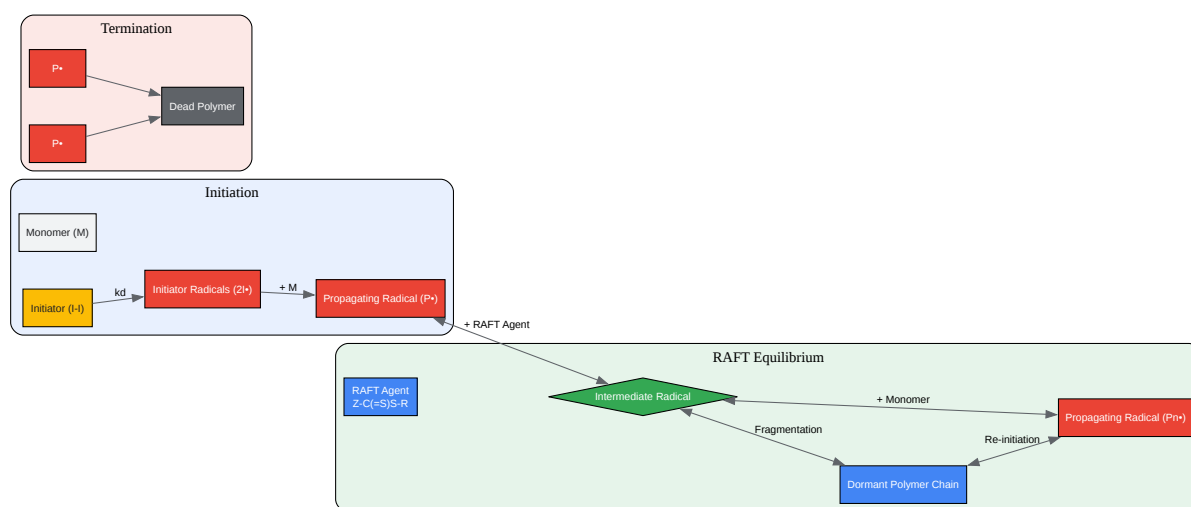 Termination
P•
Dead Polymer
P•
Initiation
Monomer (M)
Initiator (I-I)
kd
Initiator Radicals (2I•)
+ M
Propagating Radical (P•)
+ RAFT Agent
RAFT Equilibrium
RAFT Agent
Z-C(=S)S-R
Intermediate Radical
+ Monomer
Propagating Radical (Pn•)
Fragmentation
Re-initiation
Dormant Polymer Chain